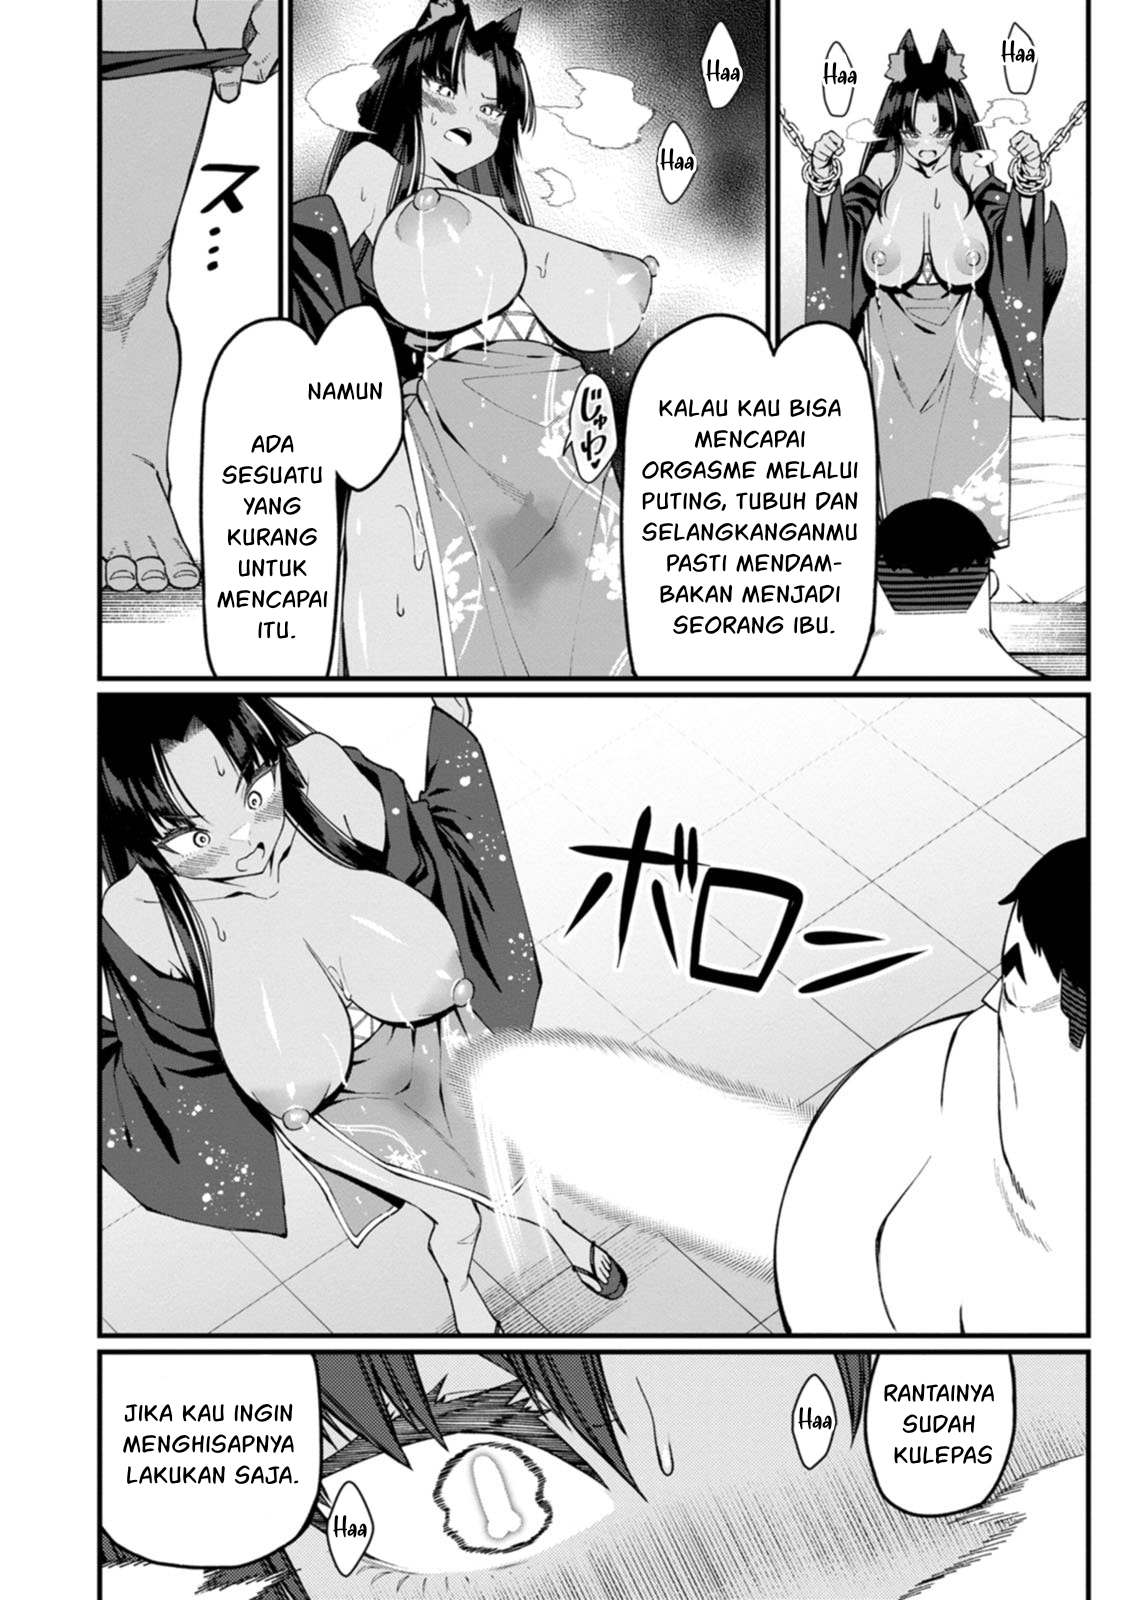 Haa
Haa
KALAU KAU BISA
MENCAPAI
ORGASME MELALUI
PUTING, TUBUH DAN
SELANGKANGANMU
PASTI MENDAM-
BAKAN MENJADI
SEORANG IBU.
Haa
Haa
じゅわ♥
NAMUN
ADA
SESUATU
YANG
KURANG
UNTUK
MENCAPAI
ITU.
ス…
ボロン
RANTAINYA
SUDAH
KULEPAS
Haa
Haa
JIKA KAU INGIN
MENGHISAPNYA
LAKUKAN SAJA.